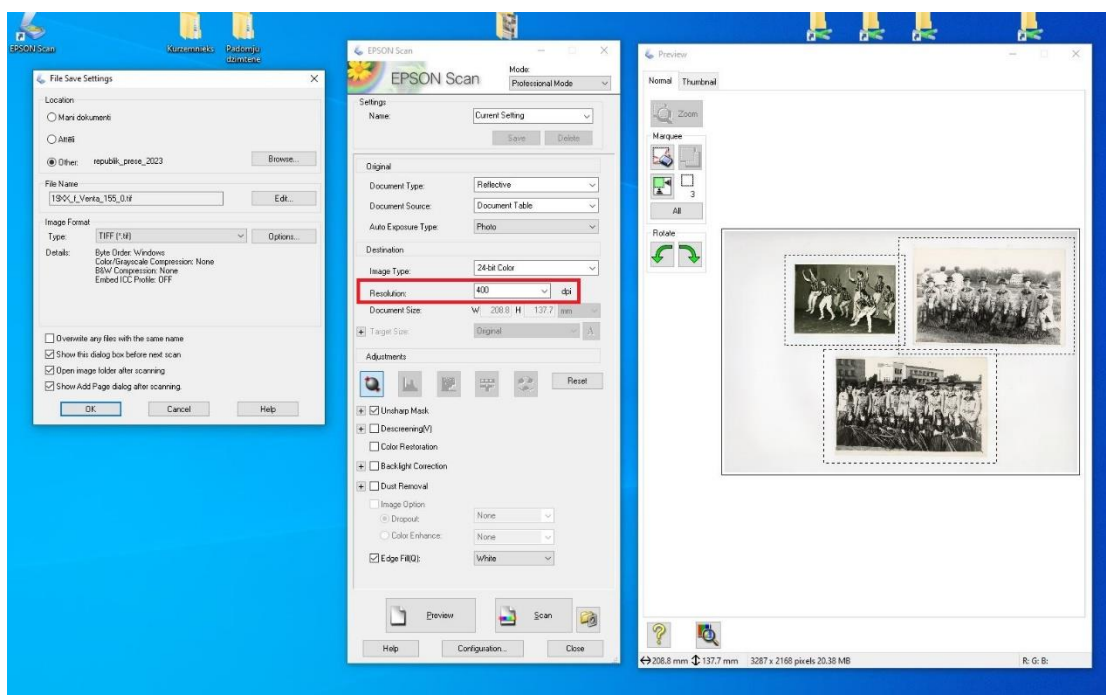 EPSON Scan
Kurzemnieks
Padomju
dzimtene
File Save Settings
Location
Mani dokumenti
Attēli
Other:
republik_prese_2023
Browse...
File Name
Edit...
Image Format
Type:
TIFF (*.tif)
Options...
Details:
Byte Order: Windows
Color/Grayscale Compression: None
B&W Compression: None
Embed ICC Profile: OFF
Overwrite any files with the same name
Show this dialog box before next scan
Open image folder after scanning
Show Add Page dialog after scanning.
OK
Cancel
Help
EPSON Scan
EPSON Scan
Mode:
Professional Mode
Settings
Name:
Current Setting
Save
Delete
Original
Document Type:
Reflective
Document Source:
Document Table
Auto Exposure Type:
Photo
Destination
Image Type:
24-bit Color
Resolution:
400
dpi
Document Size:
W 208.8 H 137.7 mm
Target Size:
Original
Adjustments
Reset
Unsharp Mask
Descreening(V)
Color Restoration
Backlight Correction
Dust Removal
Image Option
Dropout:
None
Color Enhance:
None
Edge Fill(Q):
White
Preview
Scan
Help
Configuration...
Close
Preview
Normal
Thumbnail
Zoom
Marquee
3
All
Rotate
208.8 mm 137.7 mm 3287 x 2168 pixels 20.38 MB
R: G: B: